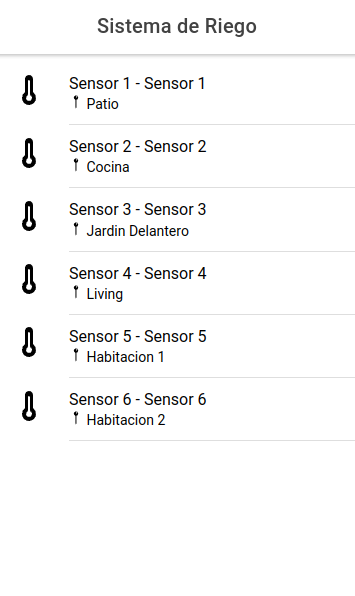 Sistema de Riego
Sensor 1 - Sensor 1
Patio
Sensor 2 - Sensor 2
Cocina
Sensor 3 - Sensor 3
Jardin Delantero
Sensor 4 - Sensor 4
Living
Sensor 5 - Sensor 5
Habitacion 1
Sensor 6 - Sensor 6
Habitacion 2